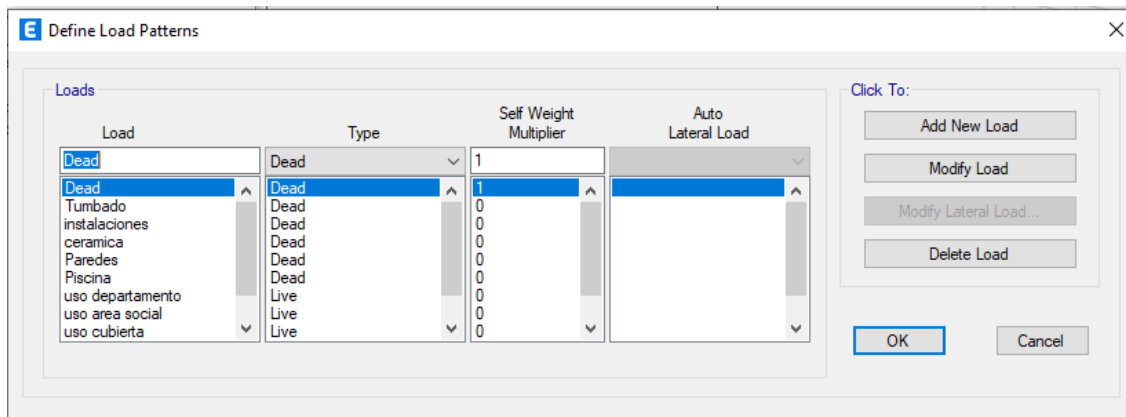 E Define Load Patterns
Loads
Click To:
Load
Type
Self Weight
Multiplier
Auto
Lateral Load
Dead Dead 1
Dead Dead 1
Tumbado Dead 0
instalaciones Dead 0
ceramica Dead 0
Paredes Dead 0
Piscina Dead 0
uso departamento Live 0
uso area social Live 0
uso cubierta Live 0
Add New Load
Modify Load
Modify Lateral Load...
Delete Load
OK
Cancel